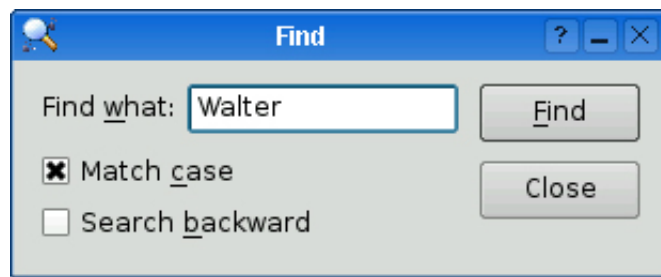 Find
Find what: Walter Find
Match case
Close
Search backward